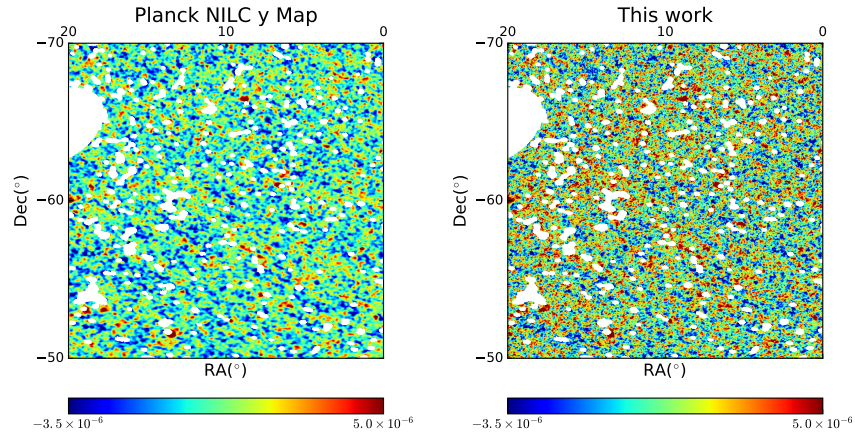 Planck NILC y Map
20 10 0
−70
−60
−50
Dec(°)
RA(°)
−3.5 × 10⁻⁶ 5.0 × 10⁻⁶
This work
20 10 0
−70
−60
−50
Dec(°)
RA(°)
−3.5 × 10⁻⁶ 5.0 × 10⁻⁶